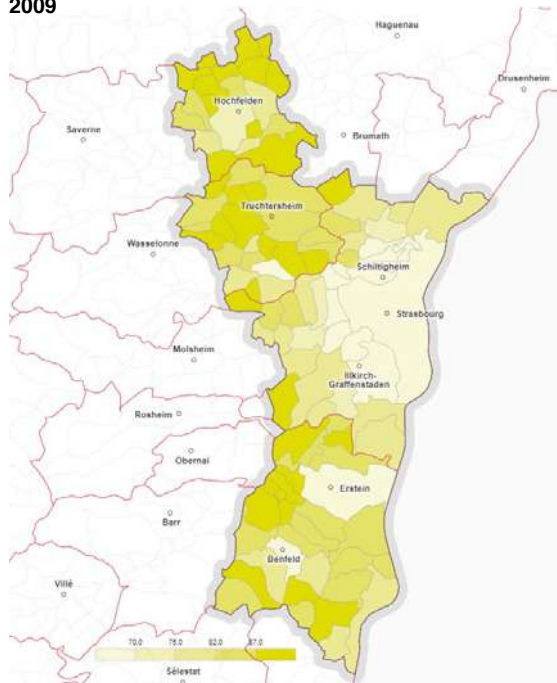 2009
Haguenau
Drusenheim
Hochfelden
Saverne
Brumath
Truchtersheim
Wasselonne
Schiltigheim
Strasbourg
Molsheim
Illkirch-
Graffenstaden
Rosheim
Obernai
Erstein
Barr
Benfeld
Villé
70.0 75.0 82.0 87.0
Sélestat